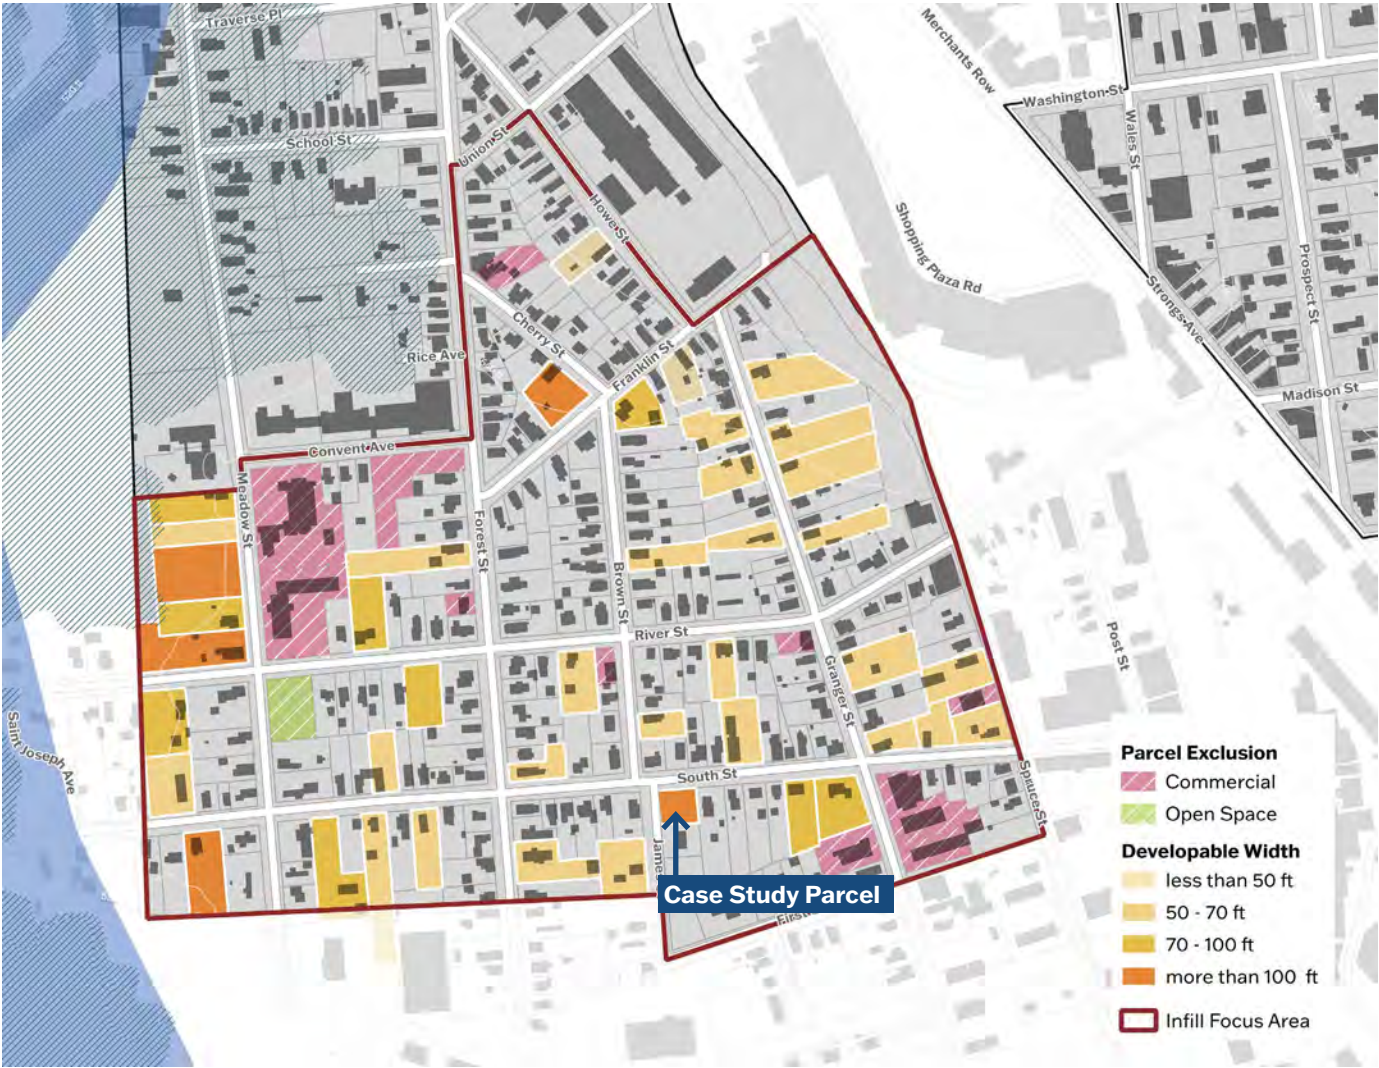 Traverse Pl
Merchants Row
Washington St
School St
Union St
Wales St
Howe St
Shopping Plaza Rd
Prospect St
Strongs Ave
Cherry St
Rice Ave
Franklin St
Madison St
Convent Ave
Meadow St
Forest St
Brown St
River St
Post St
Granger St
Saint Joseph Ave
South St
Spruce St
Case Study Parcel
Parcel Exclusion
Commercial
Open Space
Developable Width
less than 50 ft
50 - 70 ft
70 - 100 ft
more than 100 ft
Infill Focus Area